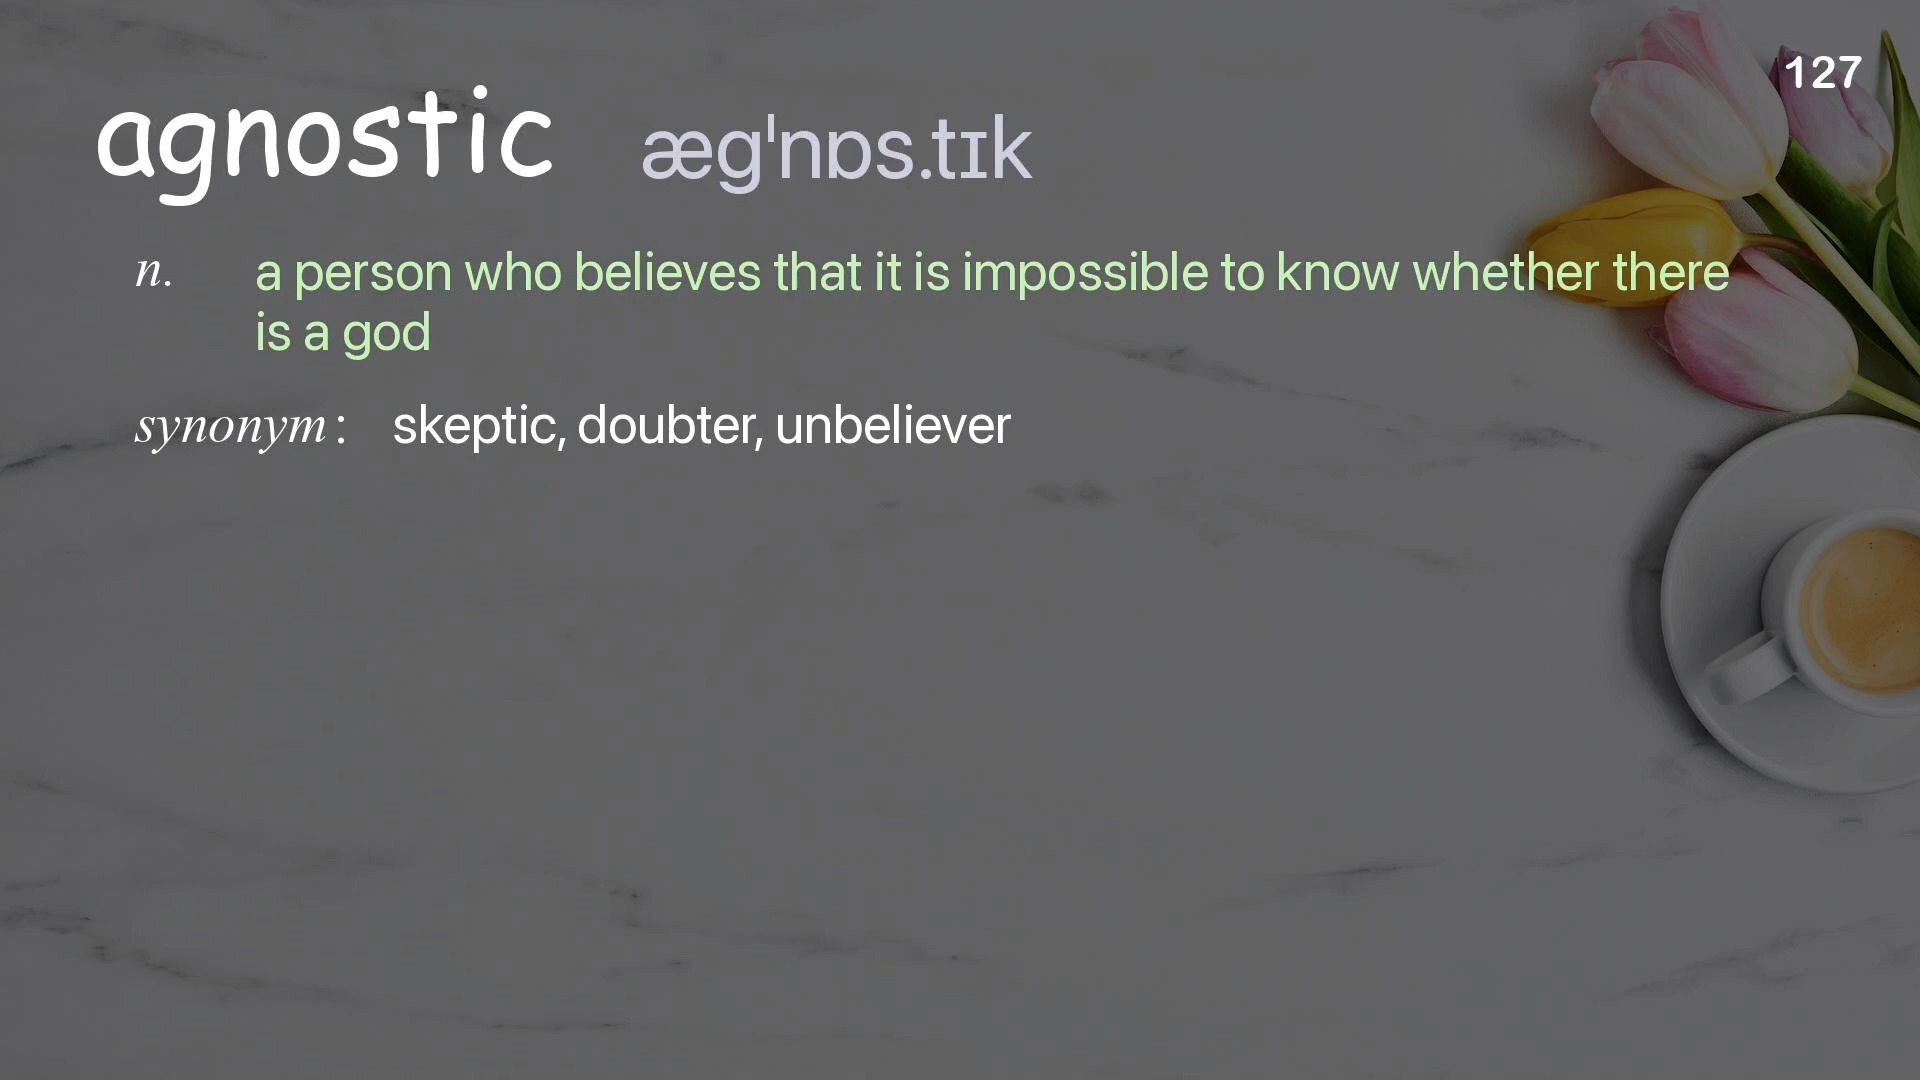 127
agnostic æɡˈnɒs.tɪk
n. a person who believes that it is impossible to know whether there
is a god
synonym: skeptic, doubter, unbeliever